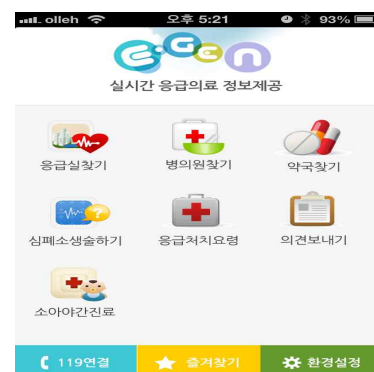 olleh 오후 5:21 93%
E-Gen
실시간 응급의료 정보제공
응급실찾기 병의원찾기 약국찾기
심폐소생술하기 응급처치요령 의견보내기
소아야간진료
119연결 즐겨찾기 환경설정